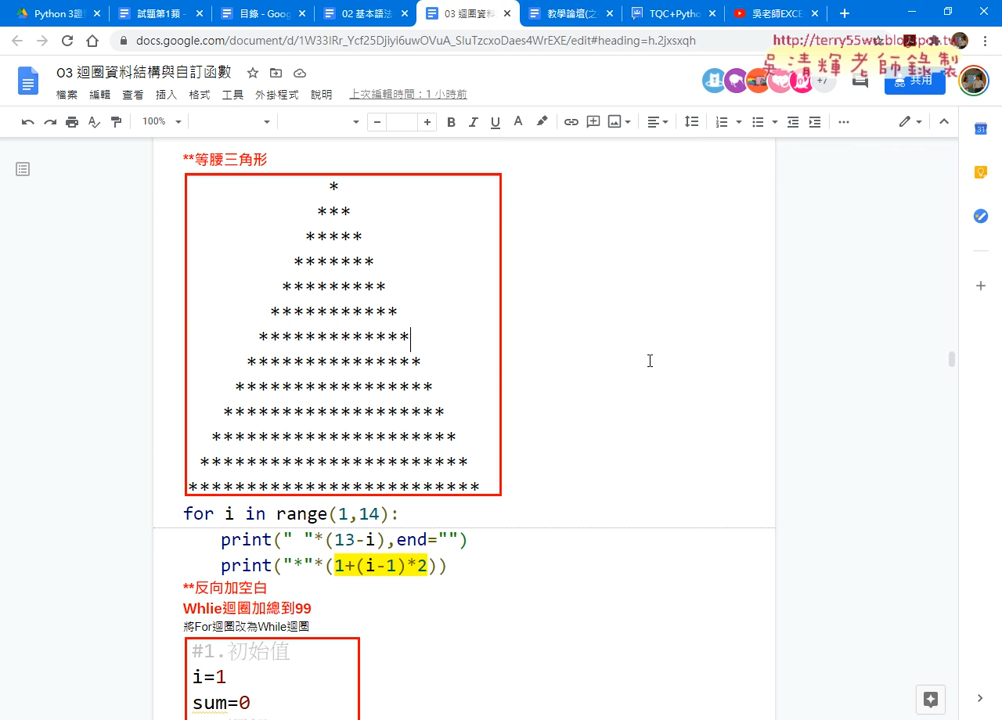 Python 3趣
試題第1類 -
目錄 - Goog
02 基本語法
03 迴圈資料
教學論壇(2
TQC+Pytho
吳老師EXCE
docs.google.com/document/d/1W33IRr_Ycf25Djiyi6uwOVuA_SIuTzcxoDaes4WrEXE/edit#heading=h.2jxsxqh
吳清輝老師錄製
03 迴圈資料結構與自訂函數
檔案 編輯 查看 插入 格式 工具 外掛程式 說明 上次編輯時間：1 小時前
+7
共用
100%
B I U A
31
**等腰三角形
*
***
*****
*******
*********
***********
*************
***************
*****************
*******************
*********************
***********************
*************************
for i in range(1,14):
print(" "*(13-i),end="")
print("*"*(1+(i-1)*2))
**反向加空白
Whlie迴圈加總到99
將For迴圈改為While迴圈
#1.初始值
i=1
sum=0